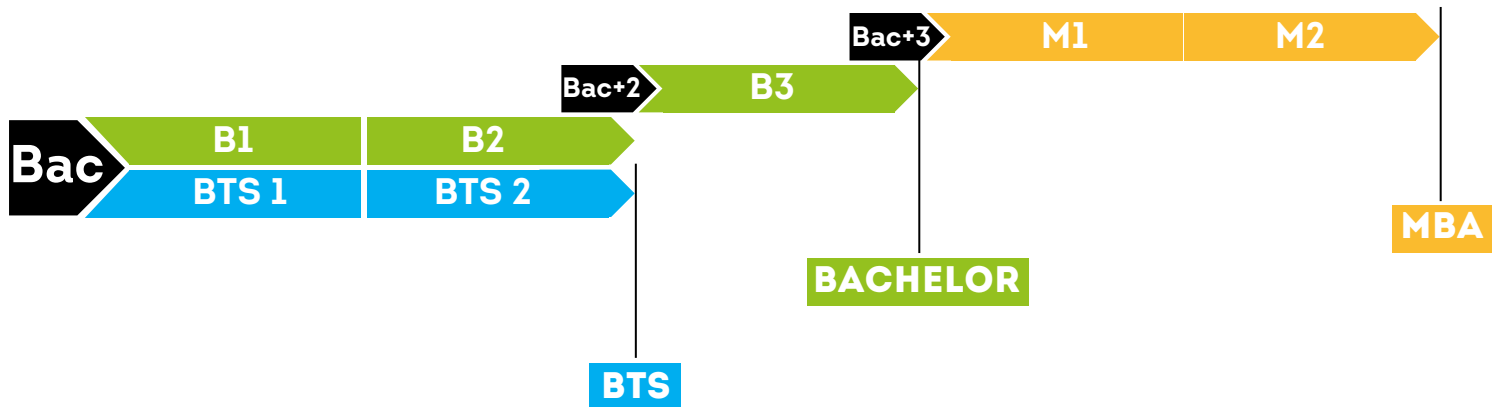 Bac+3 M1 M2
Bac+2 B3
Bac
B1 B2
BTS 1 BTS 2
MBA
BACHELOR
BTS